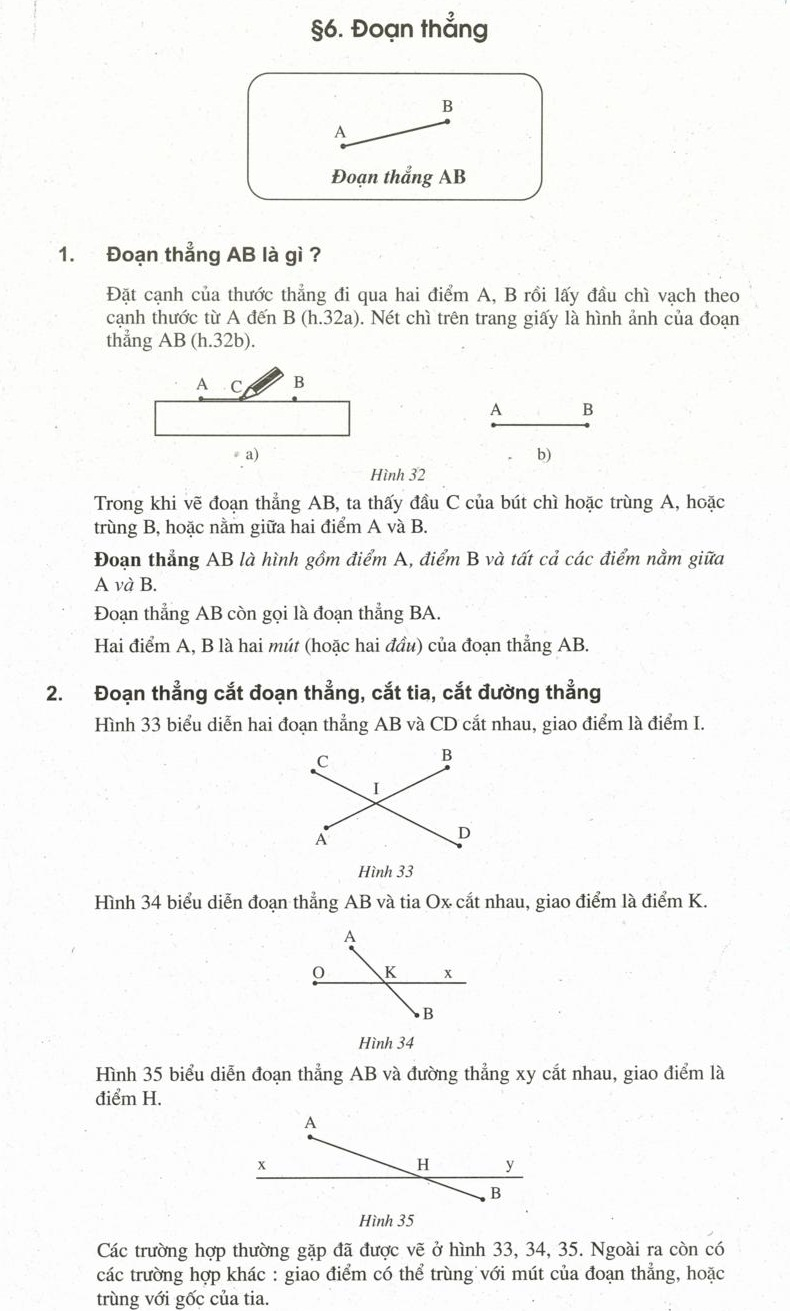 §6. Đoạn thẳng
B
A
Đoạn thẳng AB
1. Đoạn thẳng AB là gì ?
Đặt cạnh của thước thẳng đi qua hai điểm A, B rồi lấy đầu chì vạch theo
cạnh thước từ A đến B (h.32a). Nét chì trên trang giấy là hình ảnh của đoạn
thẳng AB (h.32b).
A C B
A B
a) b)
Hình 32
Trong khi vẽ đoạn thẳng AB, ta thấy đầu C của bút chì hoặc trùng A, hoặc
trùng B, hoặc nằm giữa hai điểm A và B.
Đoạn thẳng AB là hình gồm điểm A, điểm B và tất cả các điểm nằm giữa
A và B.
Đoạn thẳng AB còn gọi là đoạn thẳng BA.
Hai điểm A, B là hai mút (hoặc hai đầu) của đoạn thẳng AB.
2. Đoạn thẳng cắt đoạn thẳng, cắt tia, cắt đường thẳng
Hình 33 biểu diễn hai đoạn thẳng AB và CD cắt nhau, giao điểm là điểm I.
C B
I
A D
Hình 33
Hình 34 biểu diễn đoạn thẳng AB và tia Ox cắt nhau, giao điểm là điểm K.
A
O K x
B
Hình 34
Hình 35 biểu diễn đoạn thẳng AB và đường thẳng xy cắt nhau, giao điểm là
điểm H.
A
x H y
B
Hình 35
Các trường hợp thường gặp đã được vẽ ở hình 33, 34, 35. Ngoài ra còn có
các trường hợp khác : giao điểm có thể trùng với mút của đoạn thẳng, hoặc
trùng với gốc của tia.